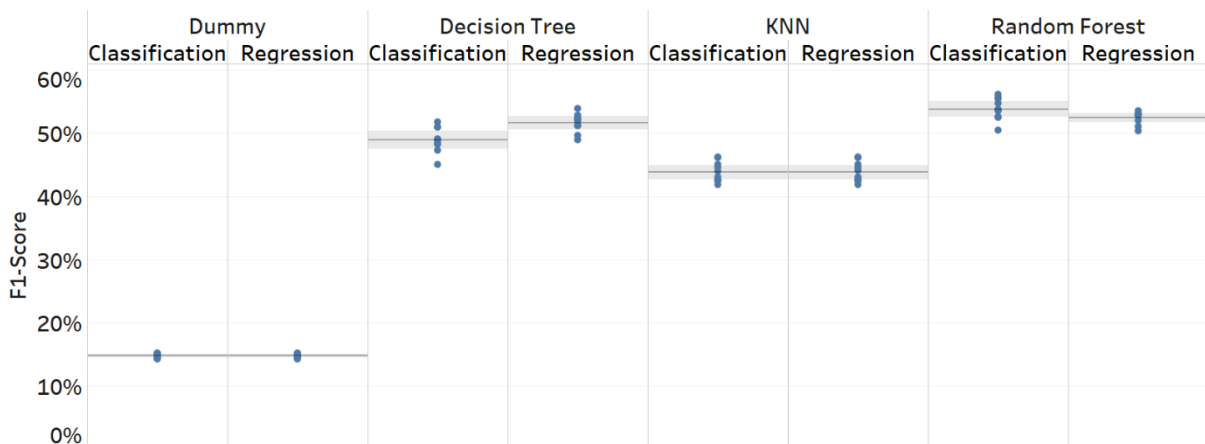 Dummy Decision Tree KNN Random Forest
Classification Regression Classification Regression Classification Regression Classification Regression
60%
50%
40%
30%
20%
10%
0%
F1-Score